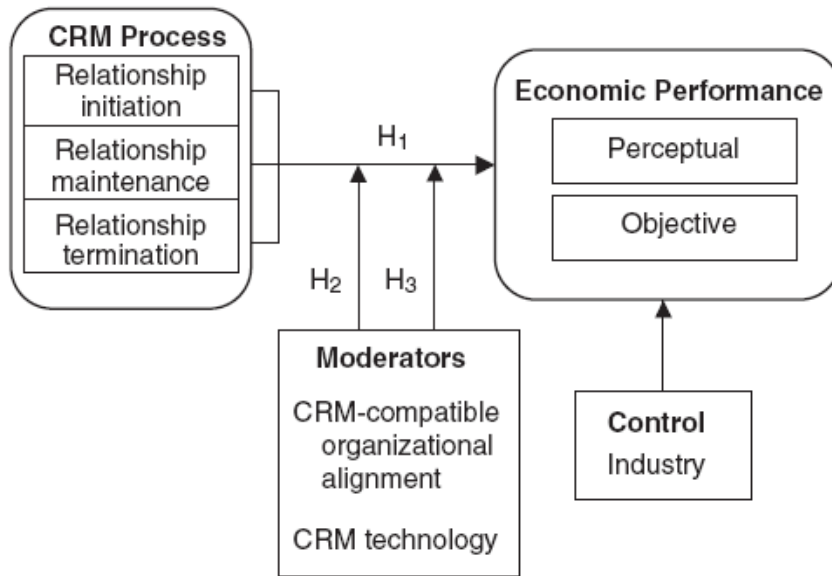 CRM Process
Relationship
initiation
Relationship
maintenance
Relationship
termination
H₁
Economic Performance
Perceptual
Objective
H₂
H₃
Moderators
CRM-compatible
organizational
alignment
CRM technology
Control
Industry